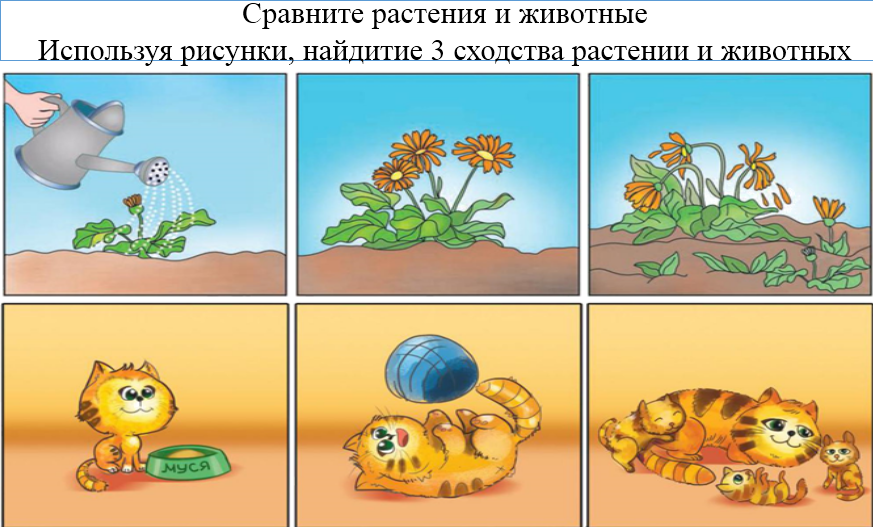 Сравните растения и животные
Используя рисунки, найдитие 3 сходства растении и животных
МУСЯ